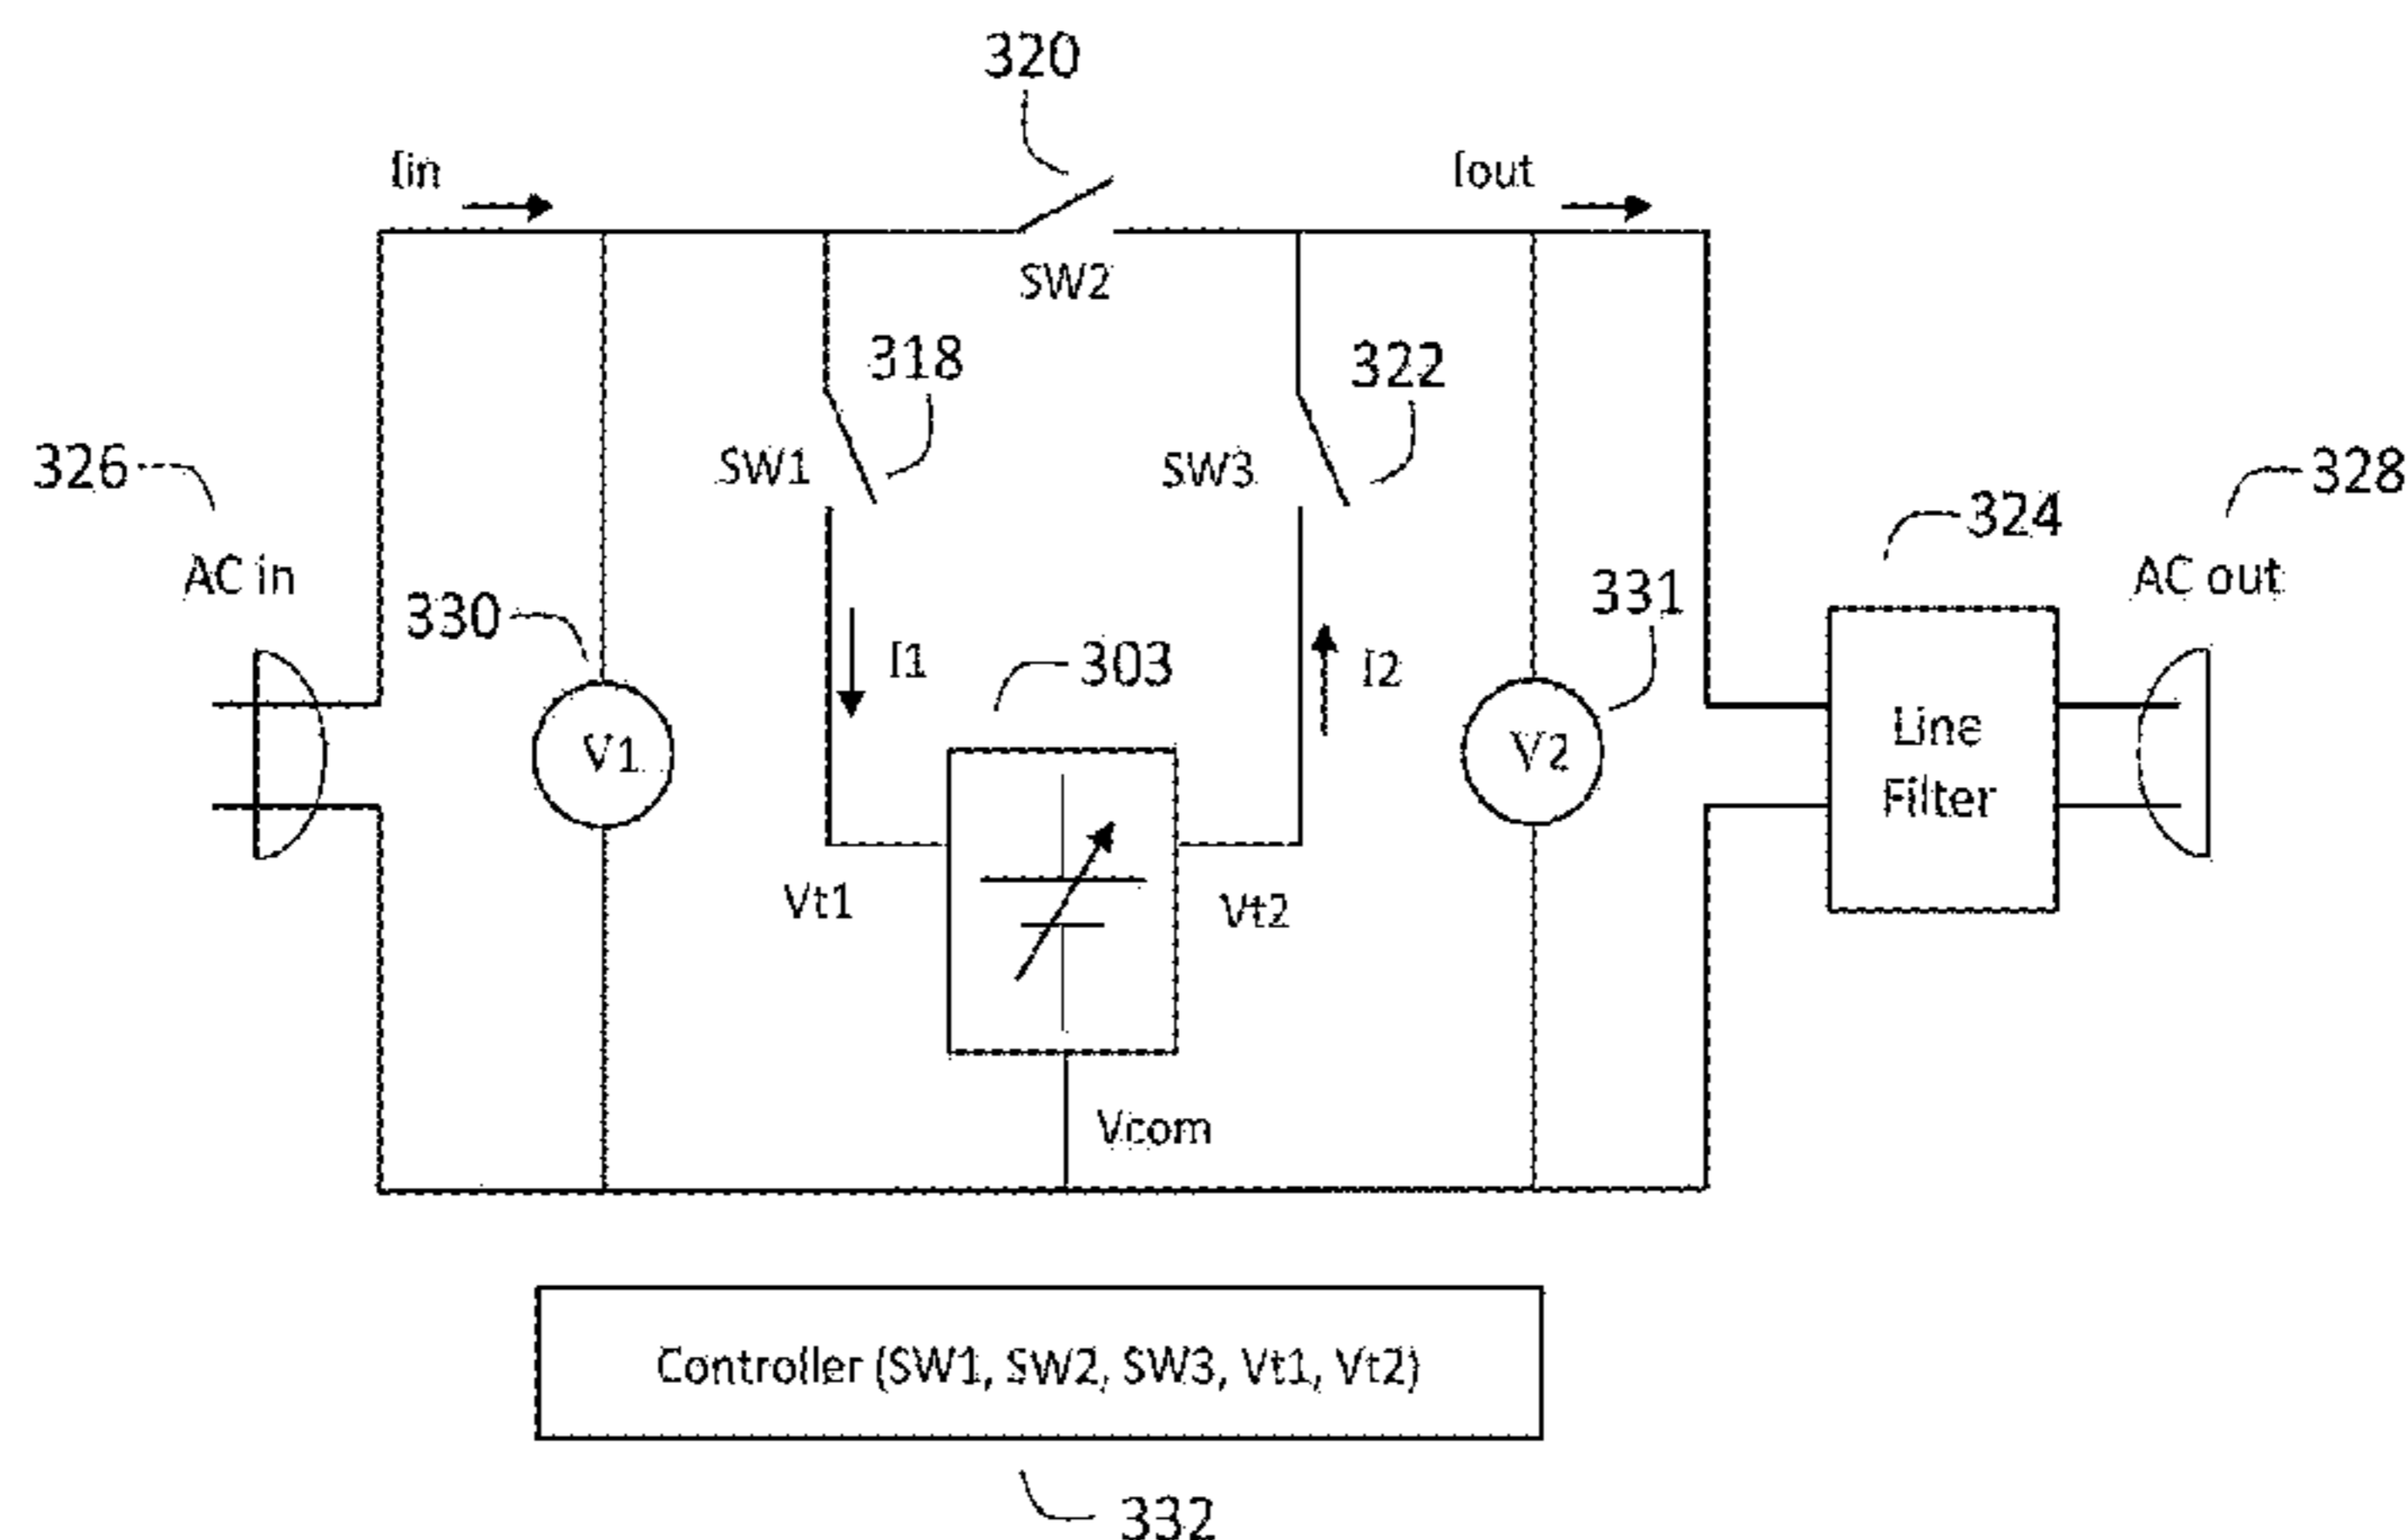 320
Iin
Iout
SW2
318
322
326
SW1
SW3
328
324
AC in
AC out
330
331
I1
303
I2
V1
V2
Line
Filter
Vt1
Vt2
Vcom
Controller (SW1, SW2, SW3, Vt1, Vt2)
332